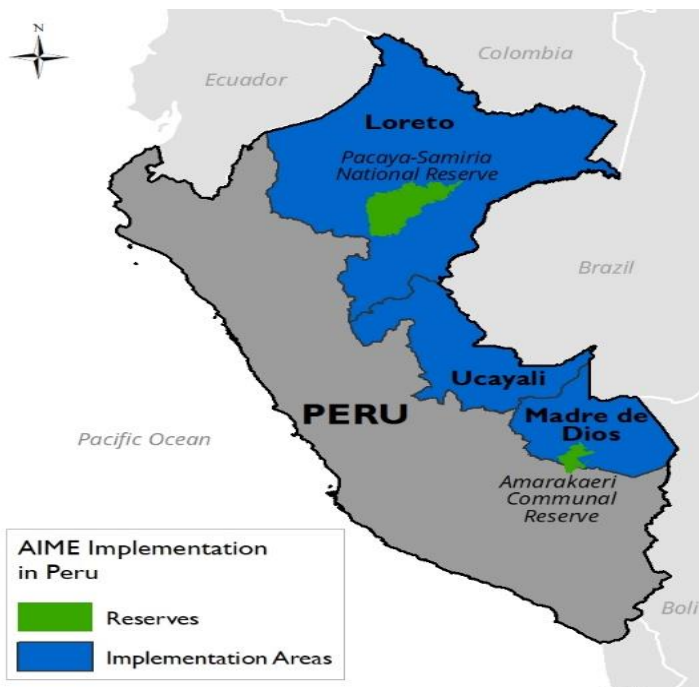 Colombia
Ecuador
Loreto
Pacaya-Samiria
National Reserve
Brazil
Ucayali
PERU
Madre de
Dios
Pacific Ocean
Amarakaeri
Communal
Reserve
AIME Implementation
in Peru
Reserves
Implementation Areas
Boli